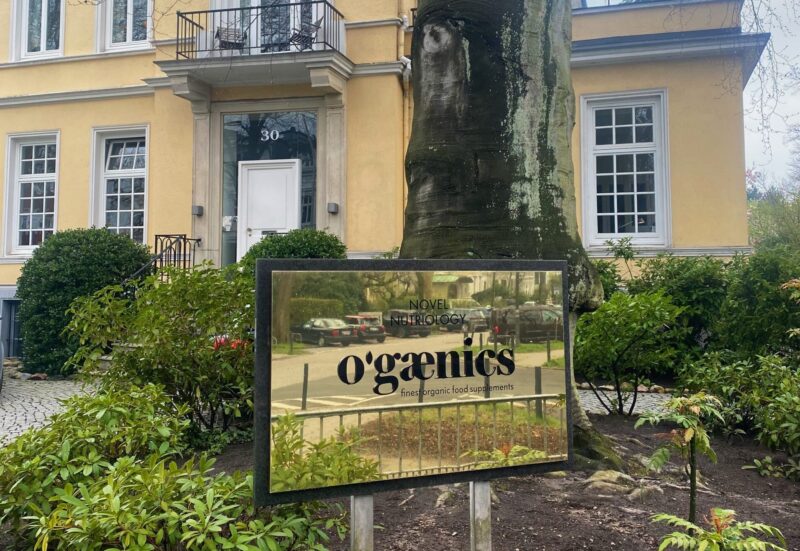 30
NOVEL
NUTRIOLOGY
o'gænics
finest organic food supplements